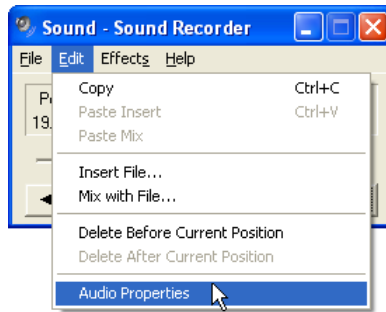 Sound - Sound Recorder
File Edit Effects Help
Copy Ctrl+C
Paste Insert Ctrl+V
Paste Mix
Insert File...
Mix with File...
Delete Before Current Position
Delete After Current Position
Audio Properties
19.